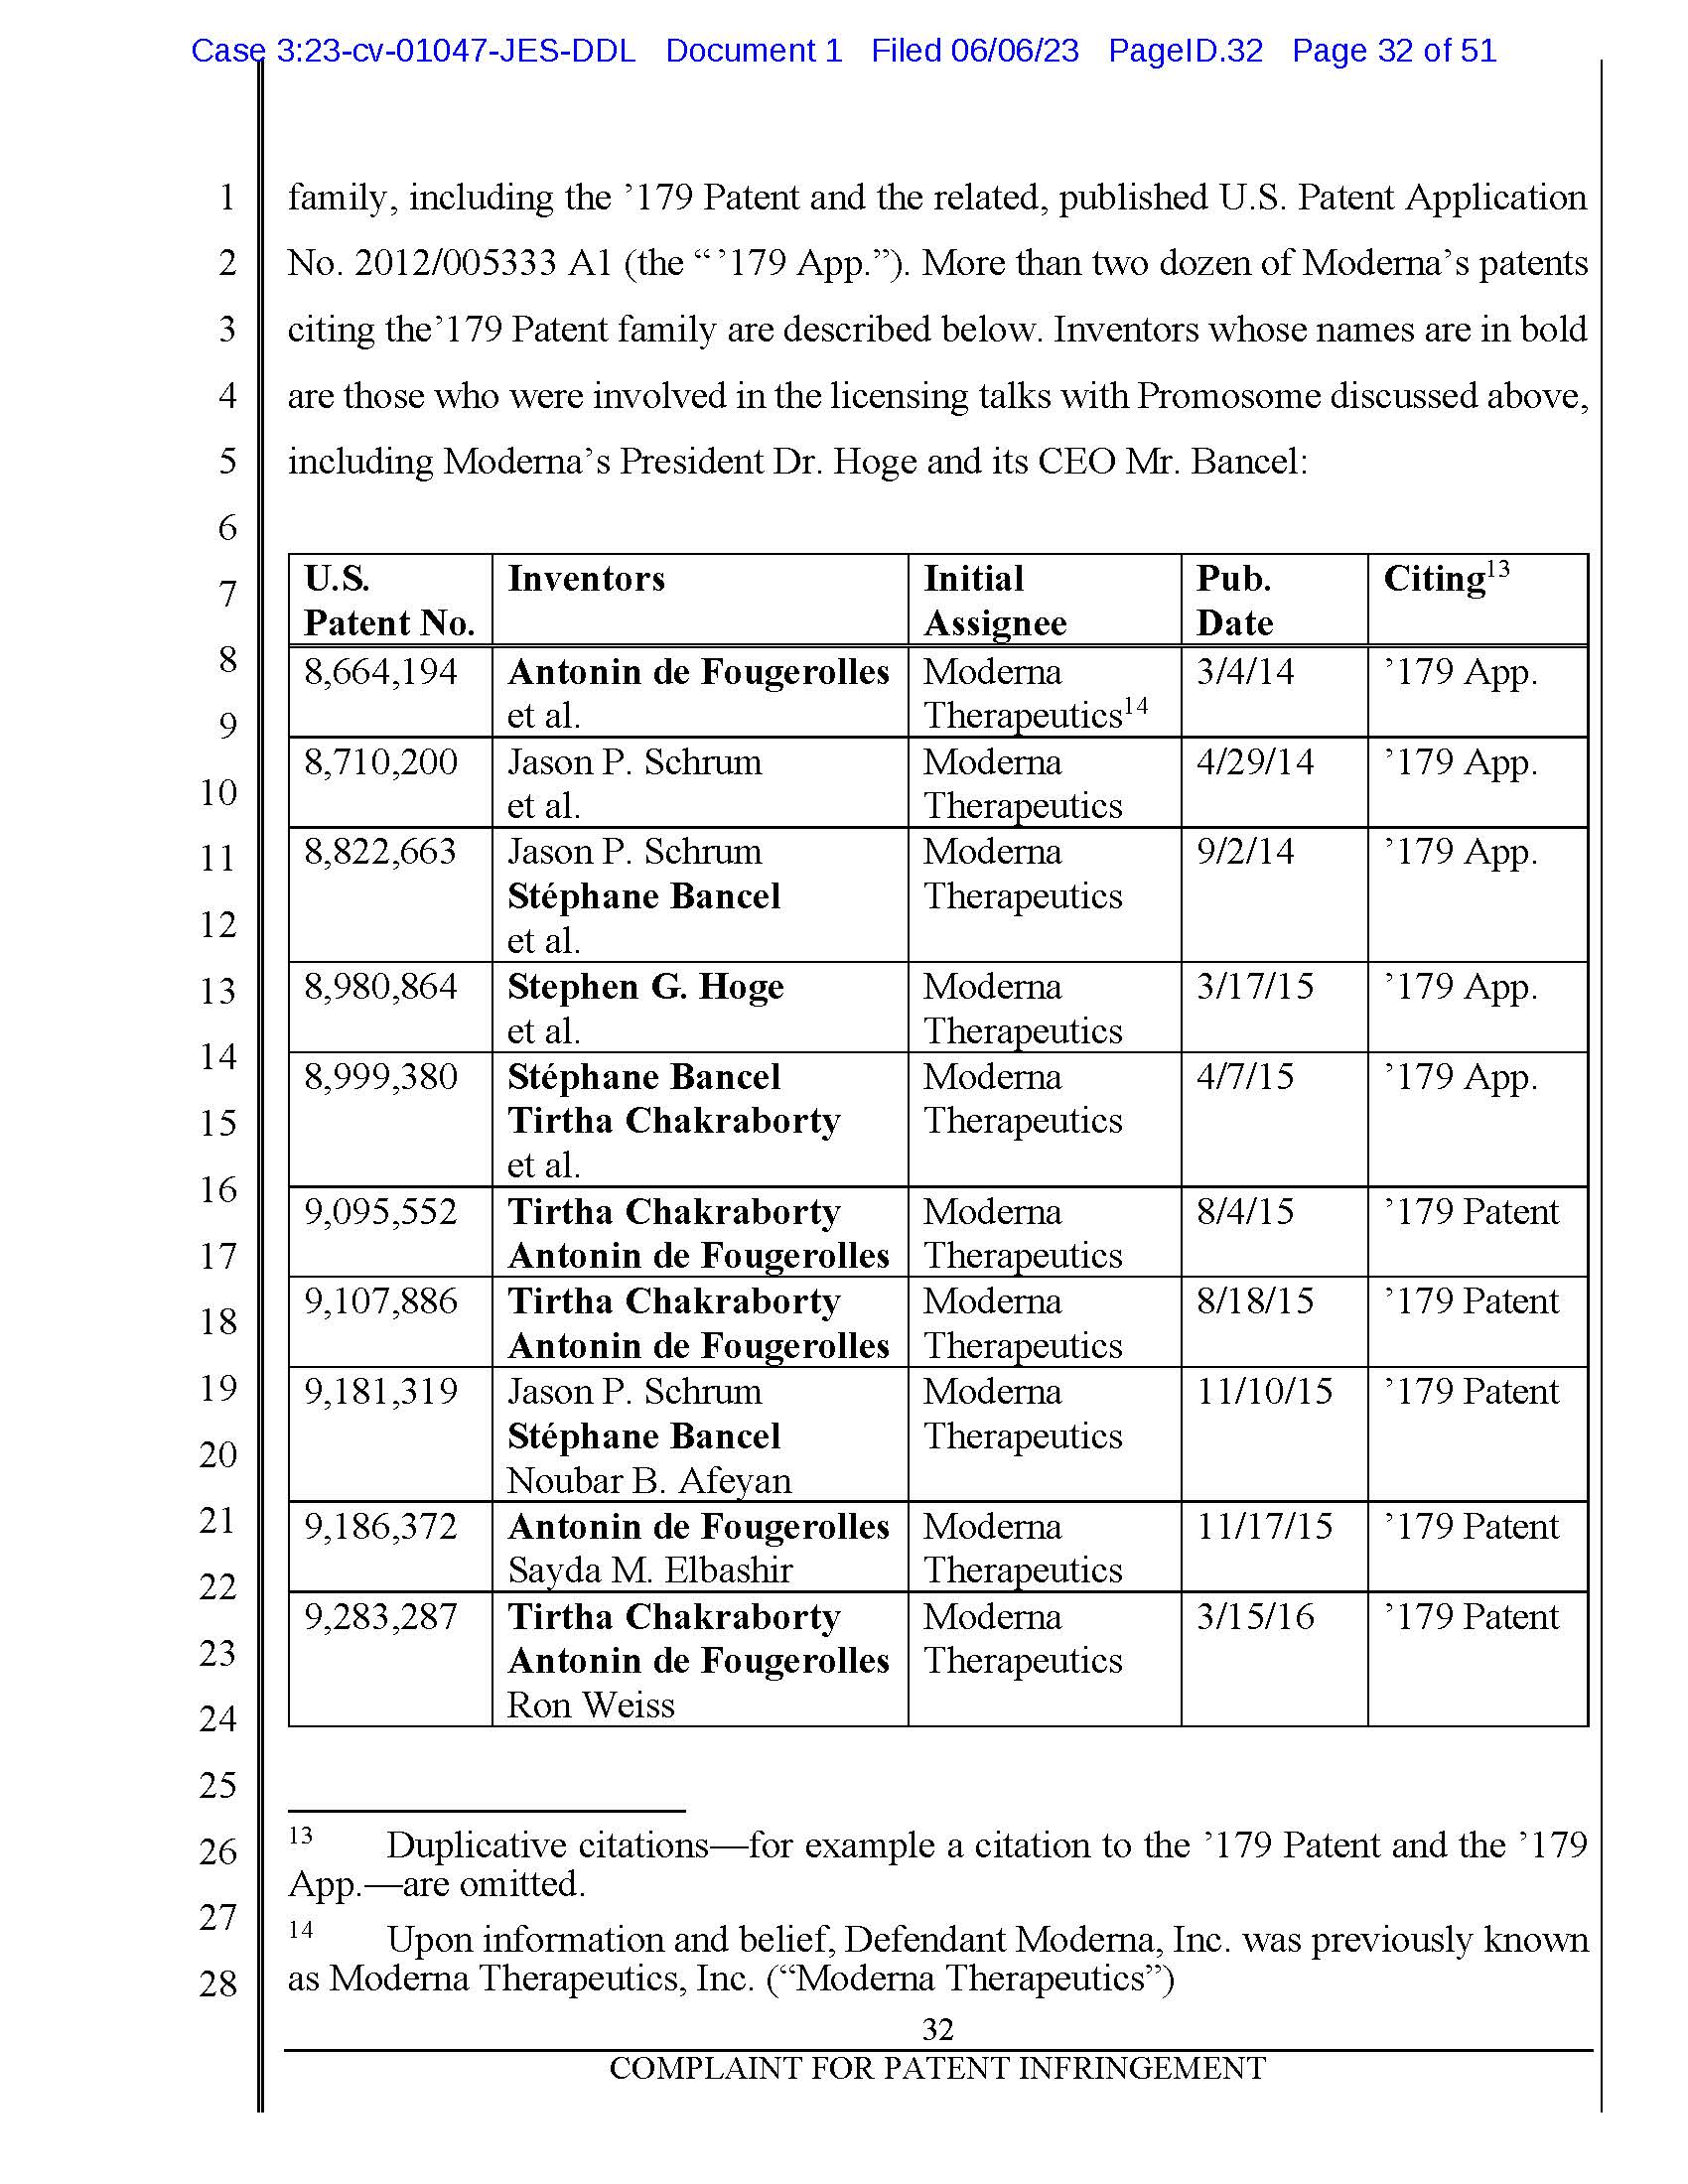 Case 3:23-cv-01047-JES-DDL Document 1 Filed 06/06/23 PageID.32 Page 32 of 51
1 family, including the ’179 Patent and the related, published U.S. Patent Application
2 No. 2012/005333 A1 (the “ ’179 App.”). More than two dozen of Moderna’s patents
3 citing the’179 Patent family are described below. Inventors whose names are in bold
4 are those who were involved in the licensing talks with Promosome discussed above,
5 including Moderna’s President Dr. Hoge and its CEO Mr. Bancel:
6
7
8
9
10
11
12
13
14
15
16
17
18
19
20
21
22
23
24
25
26
27
28
U.S. Inventors Initial Pub. Citing13
Patent No. Assignee Date
8,664,194 Antonin de Fougerolles Moderna 3/4/14 ’179 App.
et al. Therapeutics14
8,710,200 Jason P. Schrum Moderna 4/29/14 ’179 App.
et al. Therapeutics
8,822,663 Jason P. Schrum Moderna 9/2/14 ’179 App.
Stéphane Bancel Therapeutics
et al.
8,980,864 Stephen G. Hoge Moderna 3/17/15 ’179 App.
et al. Therapeutics
8,999,380 Stéphane Bancel Moderna 4/7/15 ’179 App.
Tirtha Chakraborty Therapeutics
et al.
9,095,552 Tirtha Chakraborty Moderna 8/4/15 ’179 Patent
Antonin de Fougerolles Therapeutics
9,107,886 Tirtha Chakraborty Moderna 8/18/15 ’179 Patent
Antonin de Fougerolles Therapeutics
9,181,319 Jason P. Schrum Moderna 11/10/15 ’179 Patent
Stéphane Bancel Therapeutics
Noubar B. Afeyan
9,186,372 Antonin de Fougerolles Moderna 11/17/15 ’179 Patent
Sayda M. Elbashir Therapeutics
9,283,287 Tirtha Chakraborty Moderna 3/15/16 ’179 Patent
Antonin de Fougerolles Therapeutics
Ron Weiss
13 Duplicative citations—for example a citation to the ’179 Patent and the ’179
App.—are omitted.
14 Upon information and belief, Defendant Moderna, Inc. was previously known
as Moderna Therapeutics, Inc. (“Moderna Therapeutics”)
32
COMPLAINT FOR PATENT INFRINGEMENT